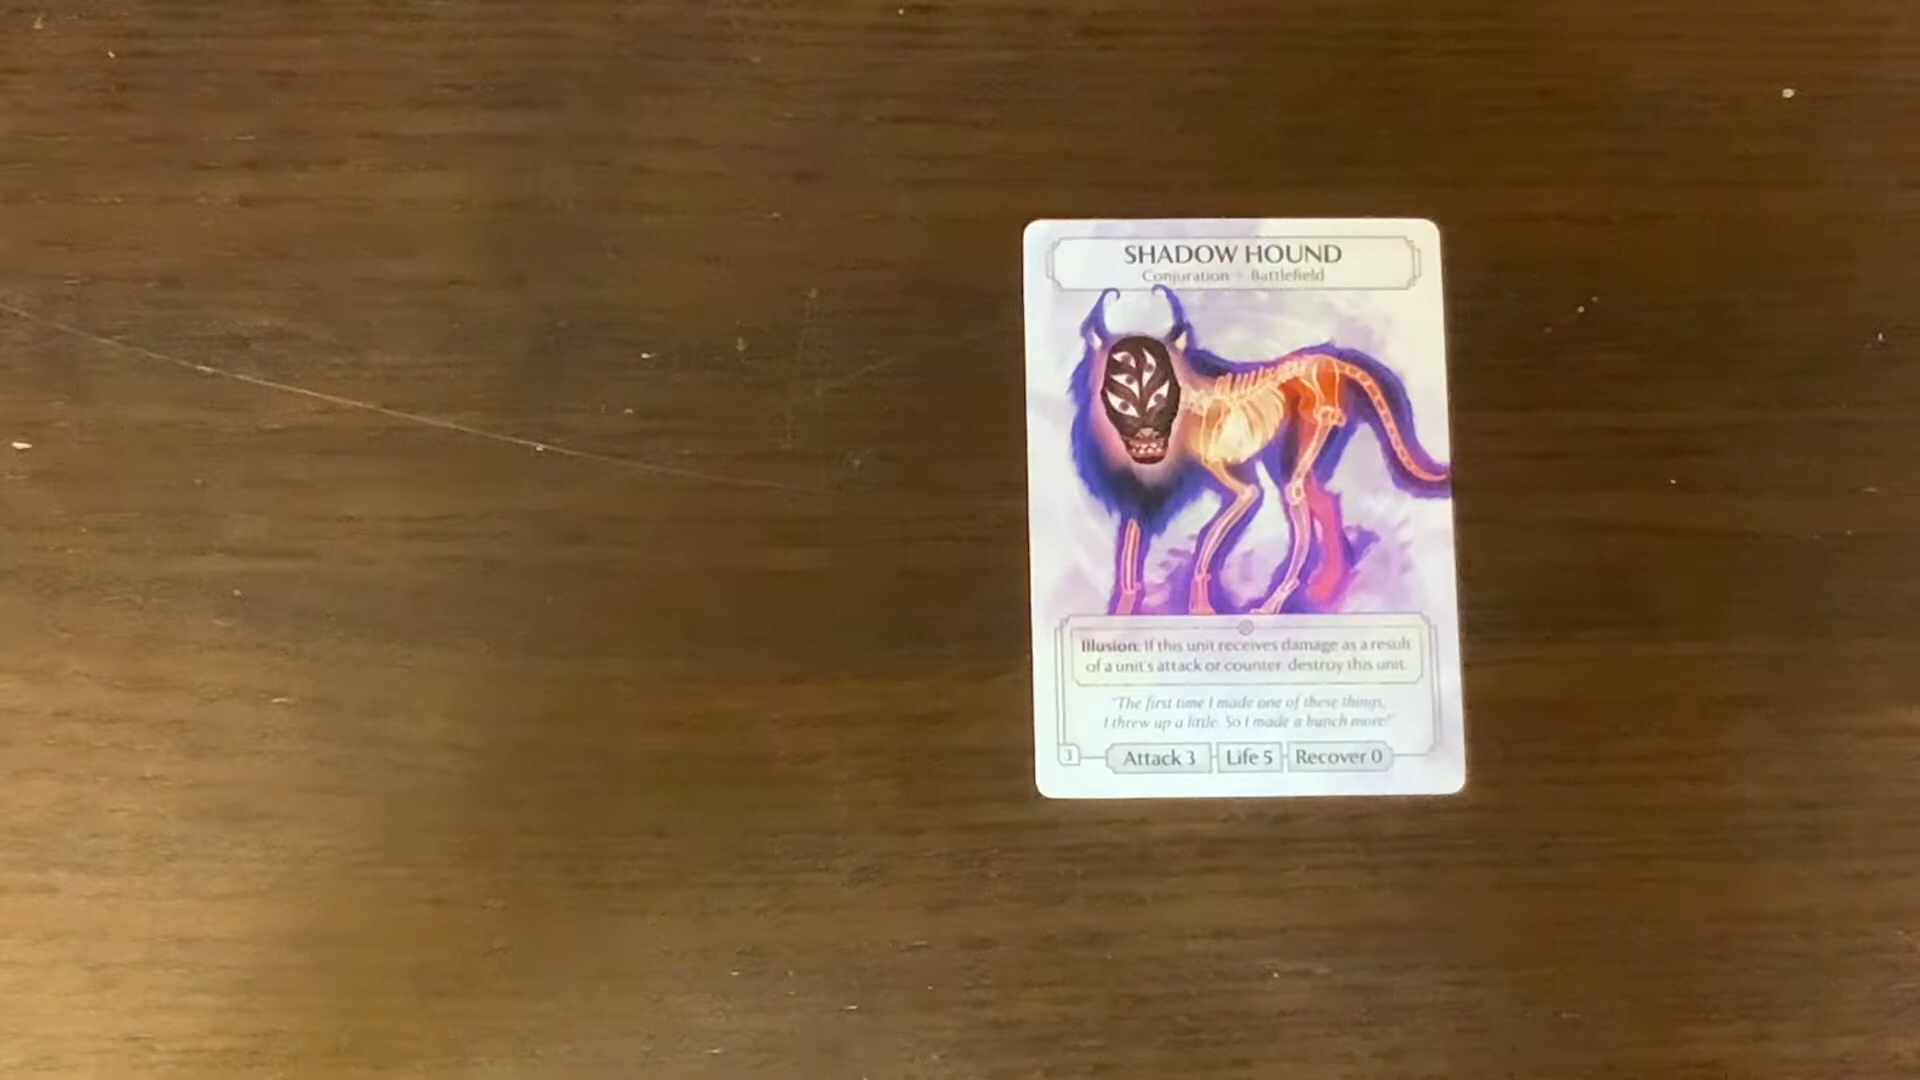 SHADOW HOUND
Conjuration - Battlefield
Illusion: If this unit receives damage as a result
of a unit's attack or counter, destroy this unit.
"The first time I made one of these things,
I threw up a little. So I made a bunch more!"
3 Attack 3 Life 5 Recover 0